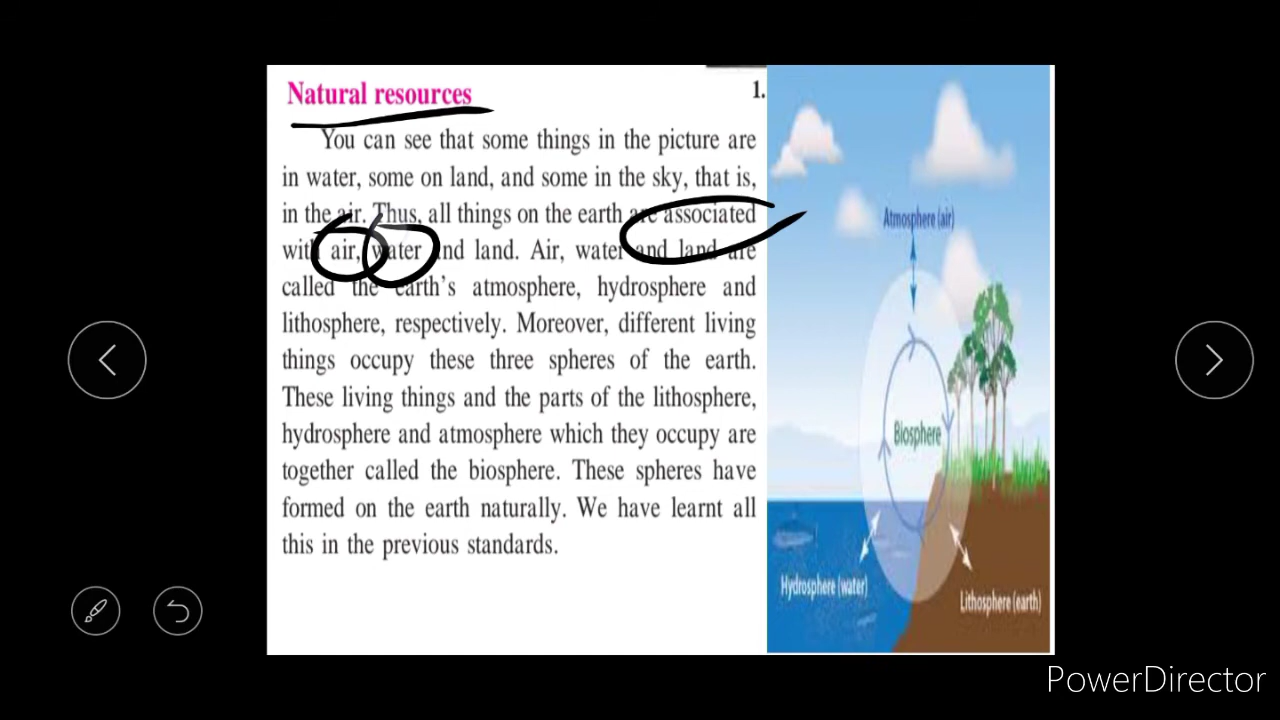 Natural resources
1.
You can see that some things in the picture are
in water, some on land, and some in the sky, that is,
in the air. Thus, all things on the earth are associated
with air, water and land. Air, water and land are
called the earth's atmosphere, hydrosphere and
lithosphere, respectively. Moreover, different living
things occupy these three spheres of the earth.
These living things and the parts of the lithosphere,
hydrosphere and atmosphere which they occupy are
together called the biosphere. These spheres have
formed on the earth naturally. We have learnt all
this in the previous standards.
Atmosphere (air)
Biosphere
Hydrosphere (water)
Lithosphere (earth)
PowerDirector